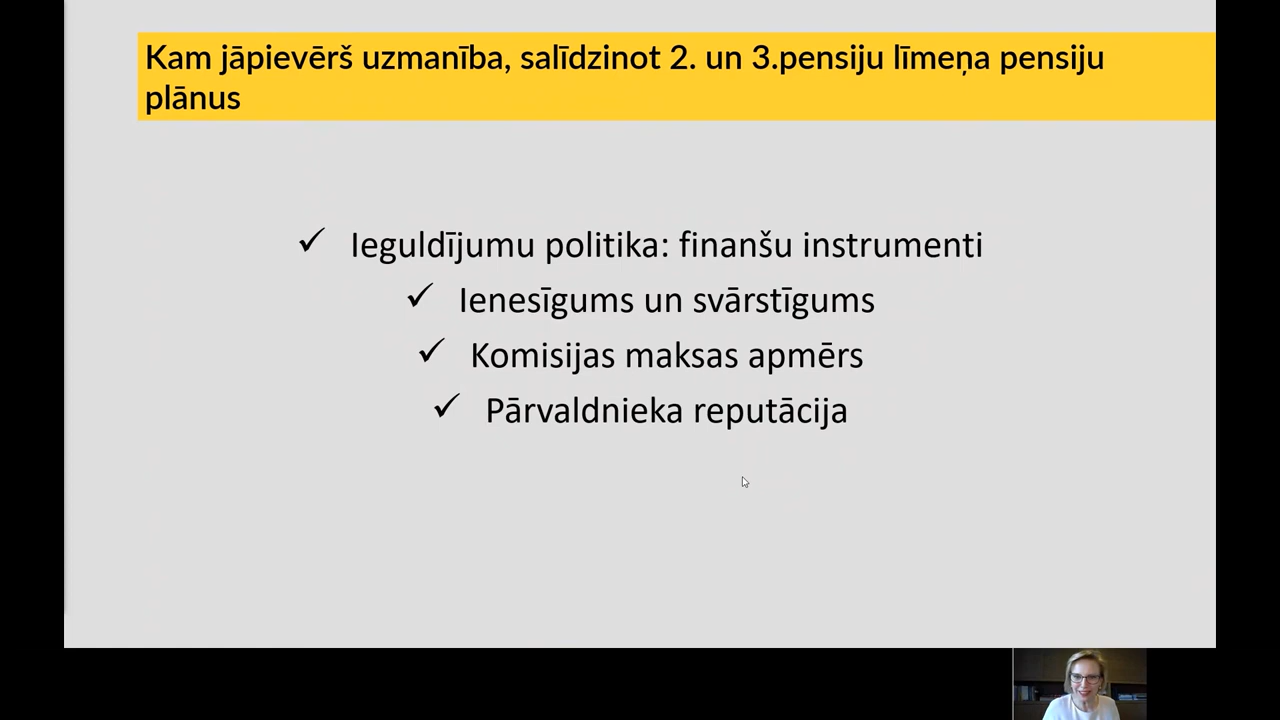 Kam jāpievērš uzmanība, salīdzinot 2. un 3.pensiju līmeņa pensiju
plānus
✓ Ieguldījumu politika: finanšu instrumenti
✓ Ienesīgums un svārstīgums
✓ Komisijas maksas apmērs
✓ Pārvaldnieka reputācija